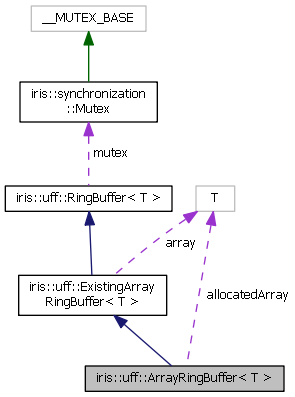 __MUTEX_BASE
iris::synchronization
::Mutex
mutex
iris::uff::RingBuffer< T >
T
array
iris::uff::ExistingArray
RingBuffer< T >
allocatedArray
iris::uff::ArrayRingBuffer< T >